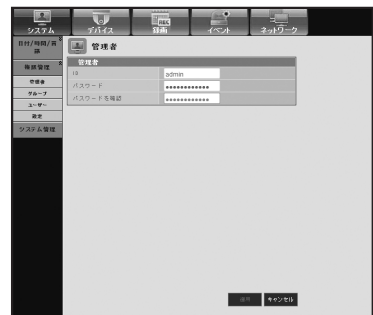 システム デバイス 録画 イベント ネットワーク
REC
日付/時間/言語
管理者
権限管理
管理者
グループ
ユーザー
設定
システム管理
管理者
ID admin
パスワード ●●●●●●●●●●●●
パスワードを確認 ●●●●●●●●●●●●
適用 キャンセル